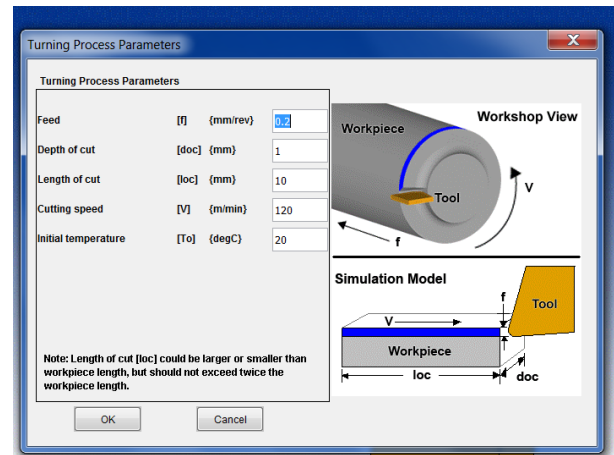 Turning Process Parameters
Turning Process Parameters
Feed [f] {mm/rev} 0.2
Depth of cut [doc] {mm} 1
Length of cut [loc] {mm} 10
Cutting speed [V] {m/min} 120
Initial temperature [To] {degC} 20
Note: Length of cut [loc] could be larger or smaller than
workpiece length, but should not exceed twice the
workpiece length.
OK Cancel
Workshop View
Workpiece
Tool
V
f
Simulation Model
f
Tool
V
Workpiece
loc
doc